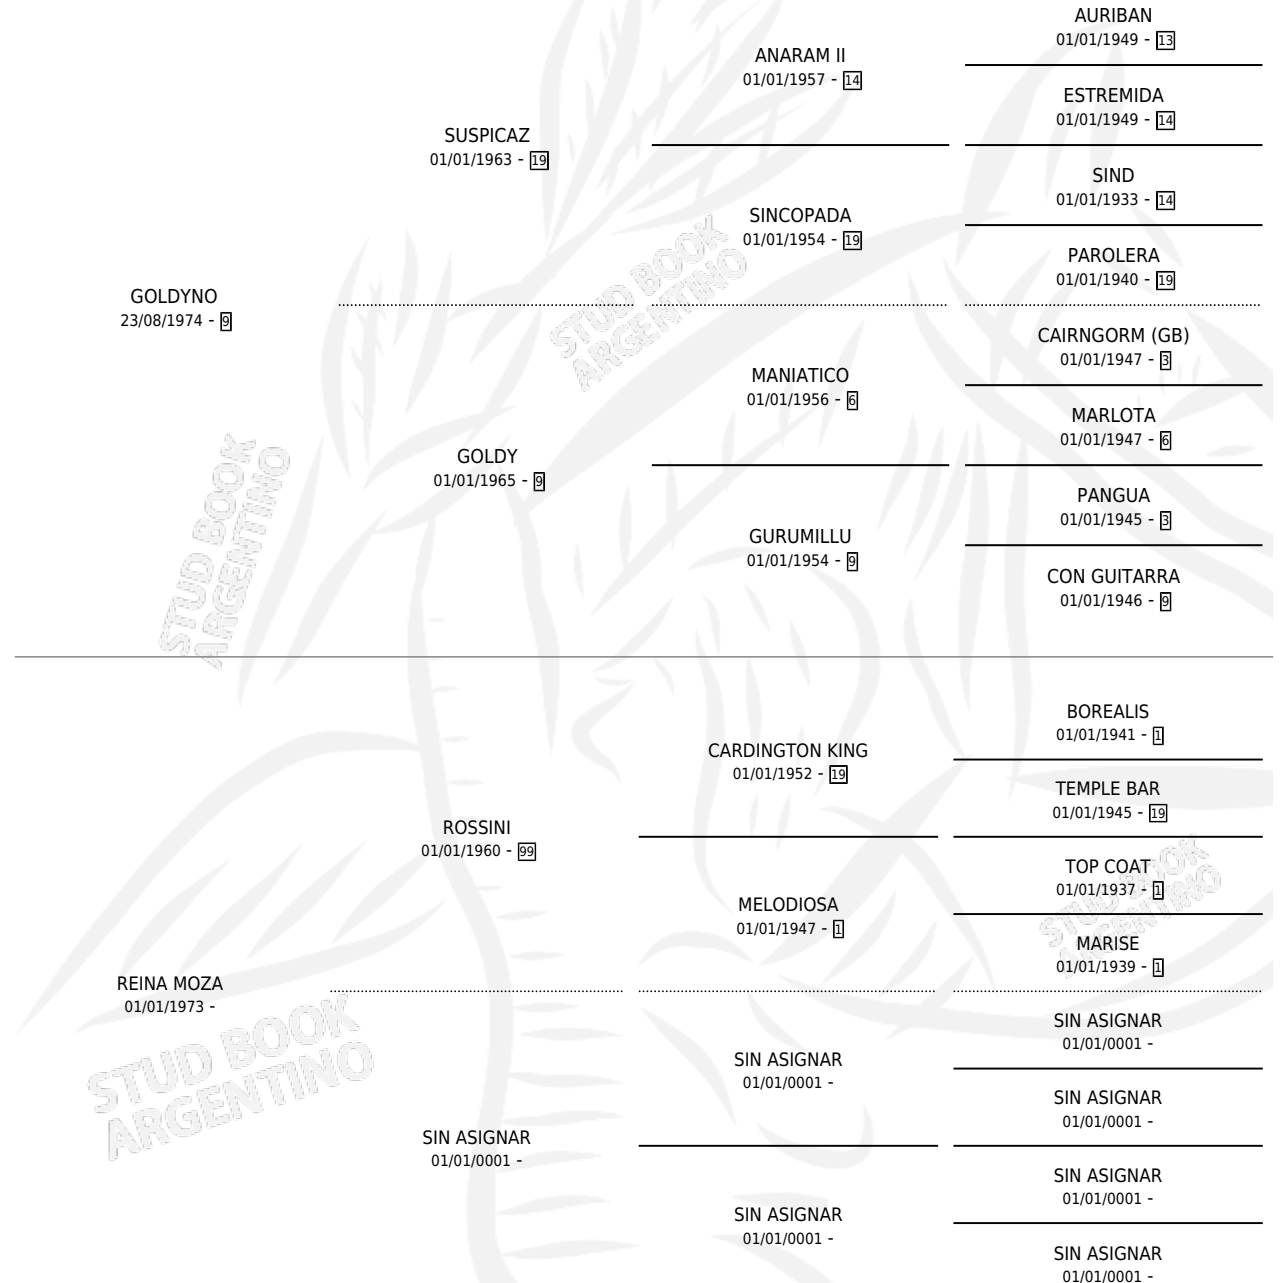 AURIBAN
01/01/1949 - 13
ANARAM II
01/01/1957 - 14
ESTREMIDA
01/01/1949 - 14
SUSPICAZ
01/01/1963 - 19
SIND
01/01/1933 - 14
SINCOPADA
01/01/1954 - 19
PAROLERA
01/01/1940 - 19
GOLDYNO
23/08/1974 - 9
CAIRNGORM (GB)
01/01/1947 - 3
MANIATICO
01/01/1956 - 6
MARLOTA
01/01/1947 - 6
GOLDY
01/01/1965 - 9
PANGUA
01/01/1945 - 3
GURUMILLU
01/01/1954 - 9
CON GUITARRA
01/01/1946 - 9
BOREALIS
01/01/1941 - 1
CARDINGTON KING
01/01/1952 - 19
TEMPLE BAR
01/01/1945 - 19
ROSSINI
01/01/1960 - 99
TOP COAT
01/01/1937 - 1
MELODIOSA
01/01/1947 - 1
MARISE
01/01/1939 - 1
REINA MOZA
01/01/1973 -
SIN ASIGNAR
01/01/0001 -
SIN ASIGNAR
01/01/0001 -
SIN ASIGNAR
01/01/0001 -
SIN ASIGNAR
01/01/0001 -
SIN ASIGNAR
01/01/0001 -
SIN ASIGNAR
01/01/0001 -
SIN ASIGNAR
01/01/0001 -
STUD BOOK
ARGENTINO
STUD BOOK
ARGENTINO
STUD BOOK
ARGENTINO
STUD BOOK
ARGENTINO